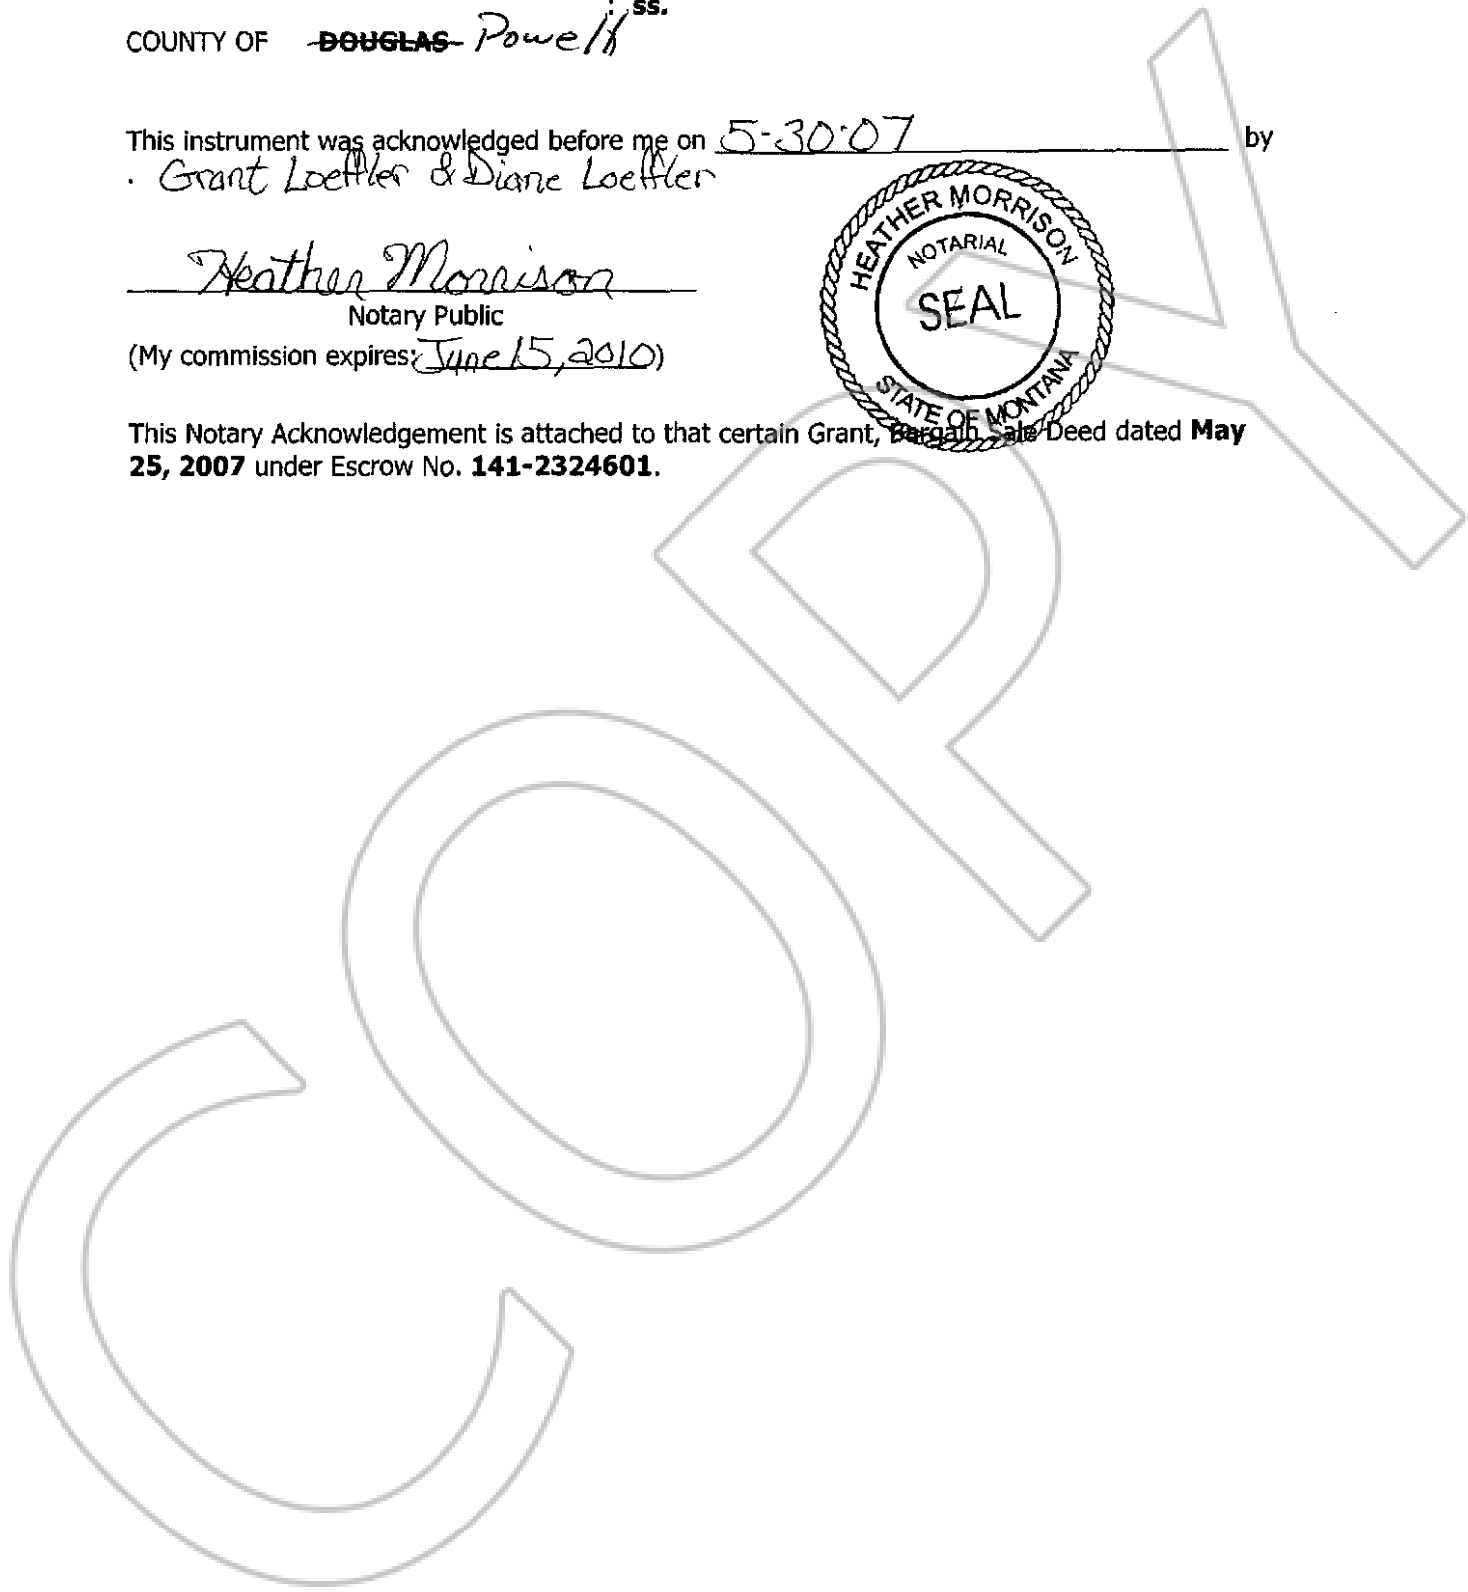 : ss.
COUNTY OF DOUGLAS Powell
This instrument was acknowledged before me on 5-30-07 by
Grant Loeffler & Diane Loeffler
Heather Morrison
Notary Public
(My commission expires: June 15, 2010)
HEATHER MORRISON
NOTARIAL
SEAL
STATE OF MONTANA
This Notary Acknowledgement is attached to that certain Grant, Bargain Sale Deed dated May
25, 2007 under Escrow No. 141-2324601.
COPY